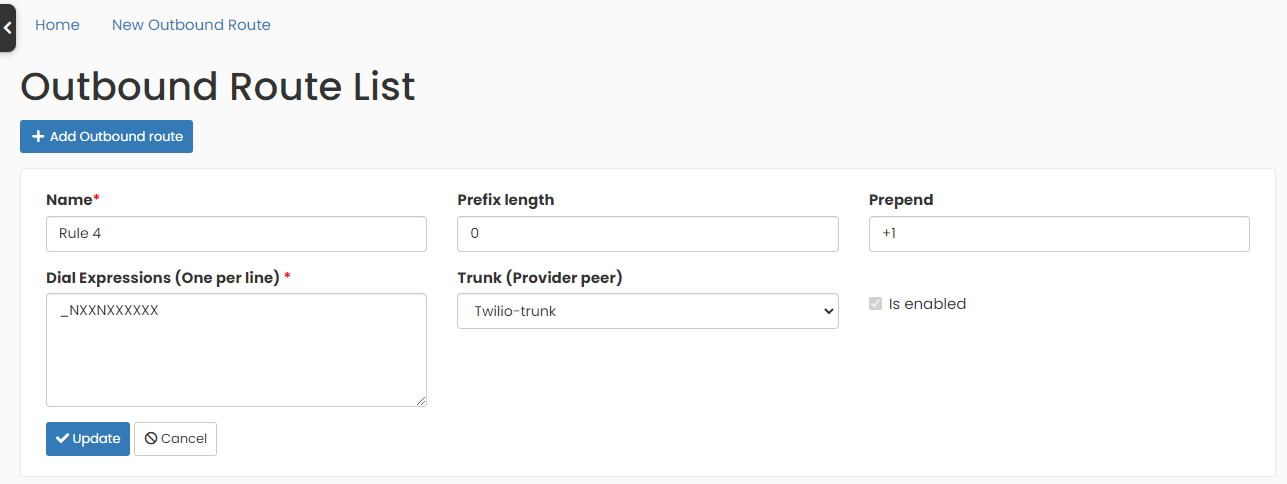 Home New Outbound Route
Outbound Route List
Add Outbound route
Name* Prefix length Prepend
Rule 4 0 +1
Dial Expressions (One per line) * Trunk (Provider peer)
_NXXNXXXXXX Twilio-trunk Is enabled
Update Cancel